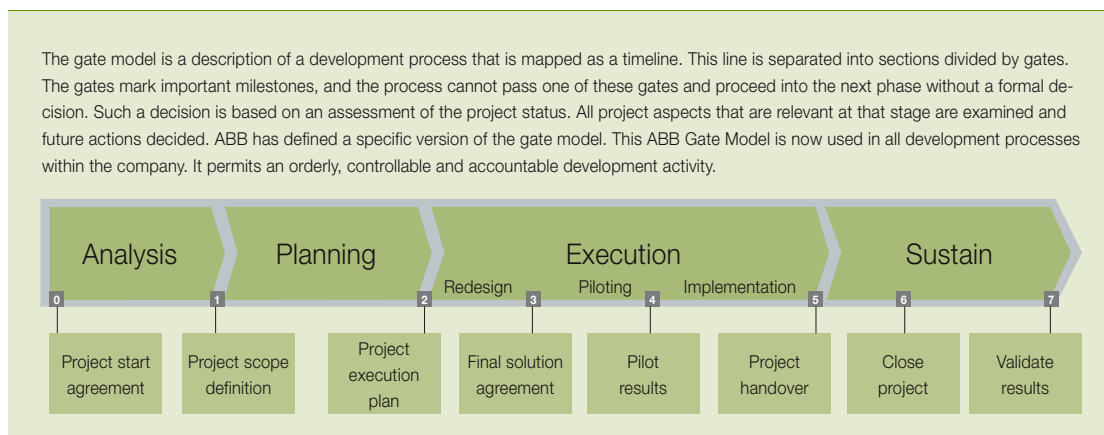 The gate model is a description of a development process that is mapped as a timeline. This line is separated into sections divided by gates.
The gates mark important milestones, and the process cannot pass one of these gates and proceed into the next phase without a formal de-
cision. Such a decision is based on an assessment of the project status. All project aspects that are relevant at that stage are examined and
future actions decided. ABB has defined a specific version of the gate model. This ABB Gate Model is now used in all development processes
within the company. It permits an orderly, controllable and accountable development activity.
Analysis
Planning
Execution
Sustain
Redesign
Piloting
Implementation
0
1
2
3
4
5
6
7
Project start
agreement
Project scope
definition
Project
execution
plan
Final solution
agreement
Pilot
results
Project
handover
Close
project
Validate
results